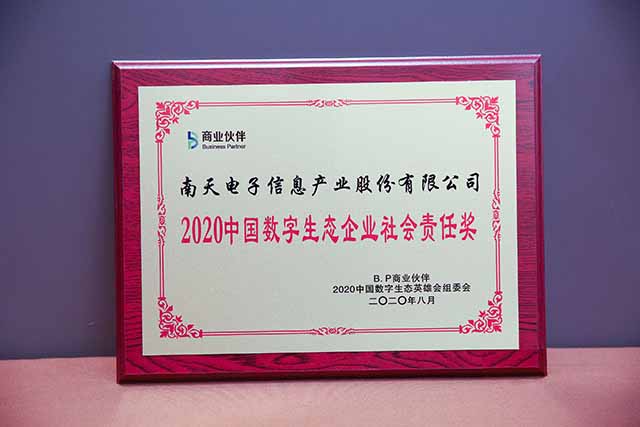 商业伙伴
Business Partner
南天电子信息产业股份有限公司
2020中国数字生态企业社会责任奖
B.P商业伙伴
2020中国数字生态英雄会组委会
二〇二〇年八月